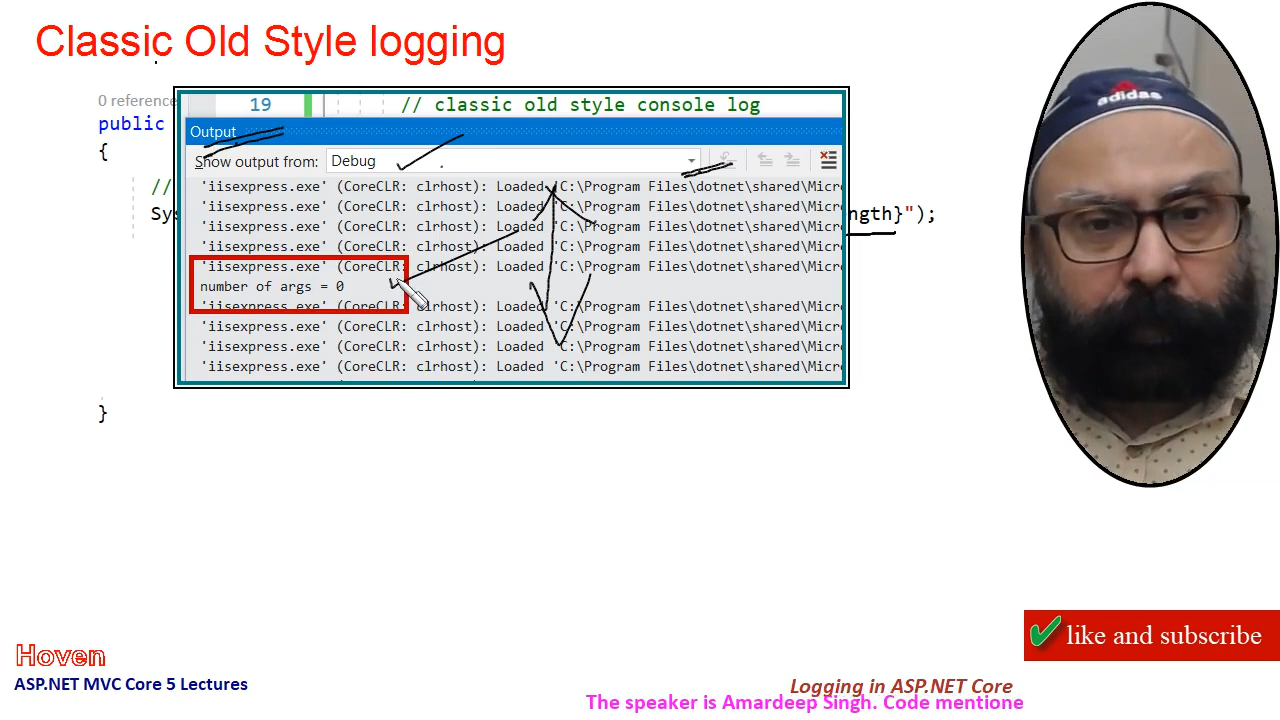 Classic Old Style logging
0 reference
public
{
//
Sys
ngth}");
}
19 // classic old style console log
Output
Show output from: Debug
'iisexpress.exe' (CoreCLR: clrhost): Loaded 'C:\Program Files\dotnet\shared\Micr
'iisexpress.exe' (CoreCLR: clrhost): Loaded 'C:\Program Files\dotnet\shared\Micr
'iisexpress.exe' (CoreCLR: clrhost): Loaded 'C:\Program Files\dotnet\shared\Micr
'iisexpress.exe' (CoreCLR: clrhost): Loaded 'C:\Program Files\dotnet\shared\Micr
'iisexpress.exe' (CoreCLR: clrhost): Loaded 'C:\Program Files\dotnet\shared\Micr
number of args = 0
'iisexpress.exe' (CoreCLR: clrhost): Loaded 'C:\Program Files\dotnet\shared\Micr
'iisexpress.exe' (CoreCLR: clrhost): Loaded 'C:\Program Files\dotnet\shared\Micr
'iisexpress.exe' (CoreCLR: clrhost): Loaded 'C:\Program Files\dotnet\shared\Micr
'iisexpress.exe' (CoreCLR: clrhost): Loaded 'C:\Program Files\dotnet\shared\Micr
adidas
like and subscribe
Hoven
ASP.NET MVC Core 5 Lectures
Logging in ASP.NET Core
The speaker is Amardeep Singh. Code mentione